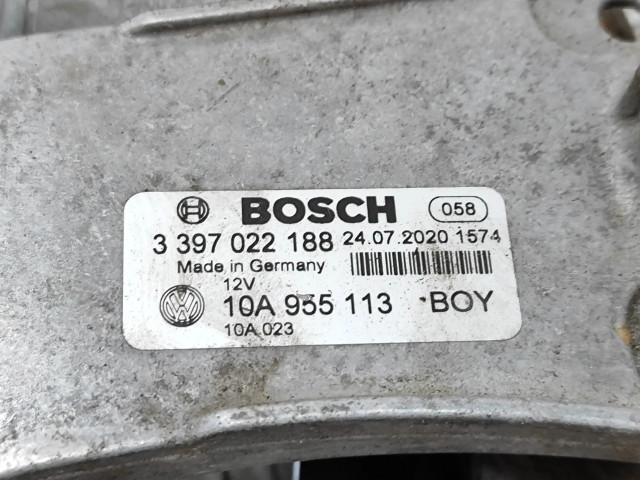 BOSCH 058
3 397 022 188 24.07.2020 1574
Made in Germany
12V
VW 10A 955 113 BOY
10A.023